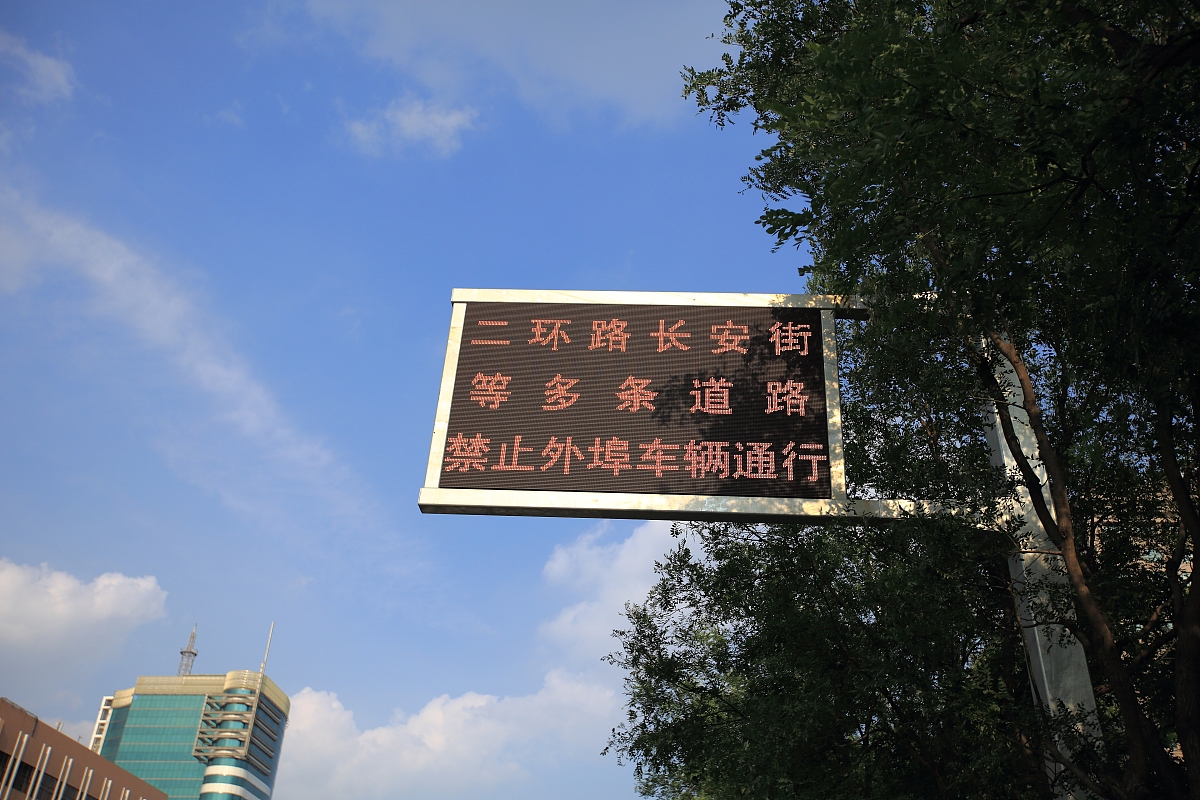 二环路长安街
等多条道路
禁止外埠车辆通行